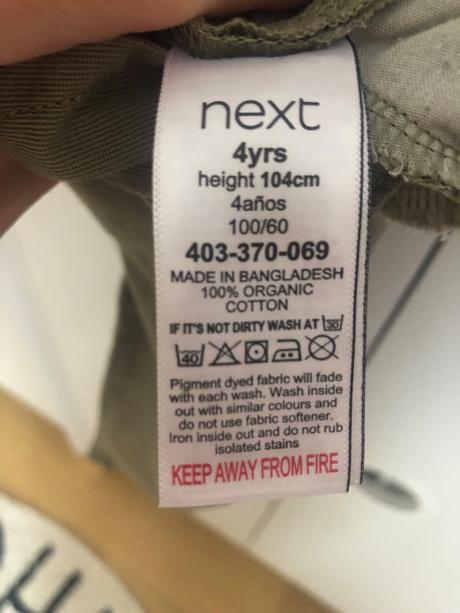 next
4yrs
height 104cm
4años
100/60
403-370-069
MADE IN BANGLADESH
100% ORGANIC
COTTON
IF IT'S NOT DIRTY WASH AT 30
40
Pigment dyed fabric will fade
with each wash. Wash inside
out with similar colours and
do not use fabric softener.
Iron inside out and do not rub
isolated stains
KEEP AWAY FROM FIRE